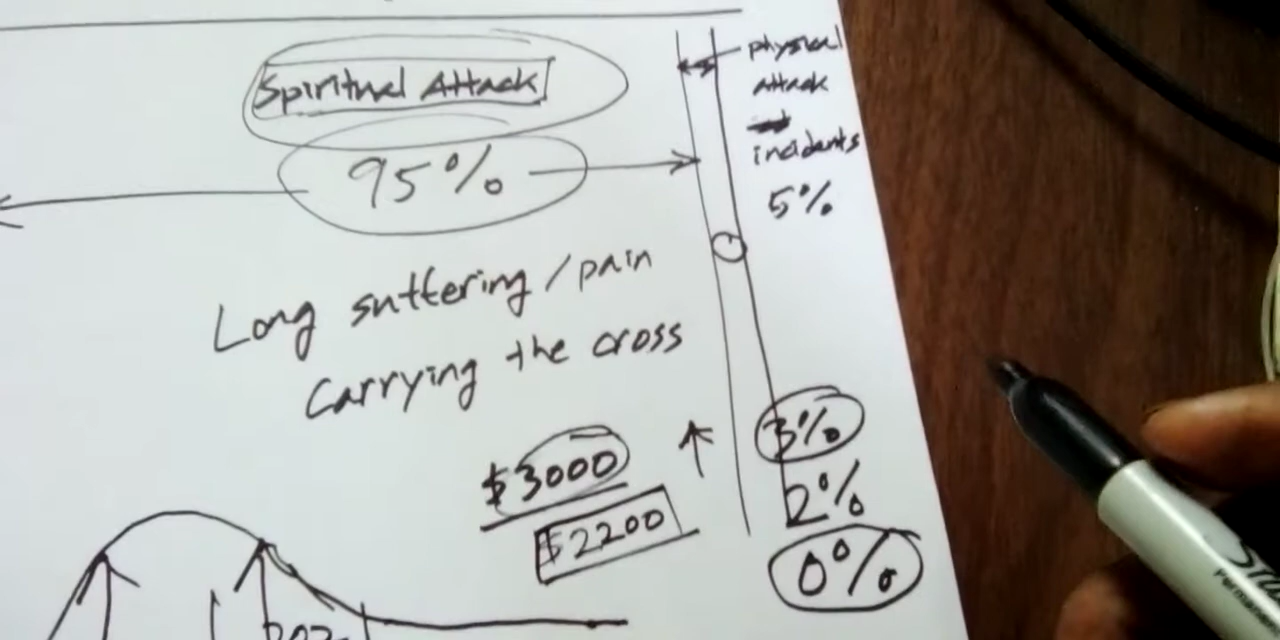 Spiritual Attack
95%
physical
attack
incidents
5%
Long suffering/pain
Carrying the cross
$3000
$2200
3%
2%
0%